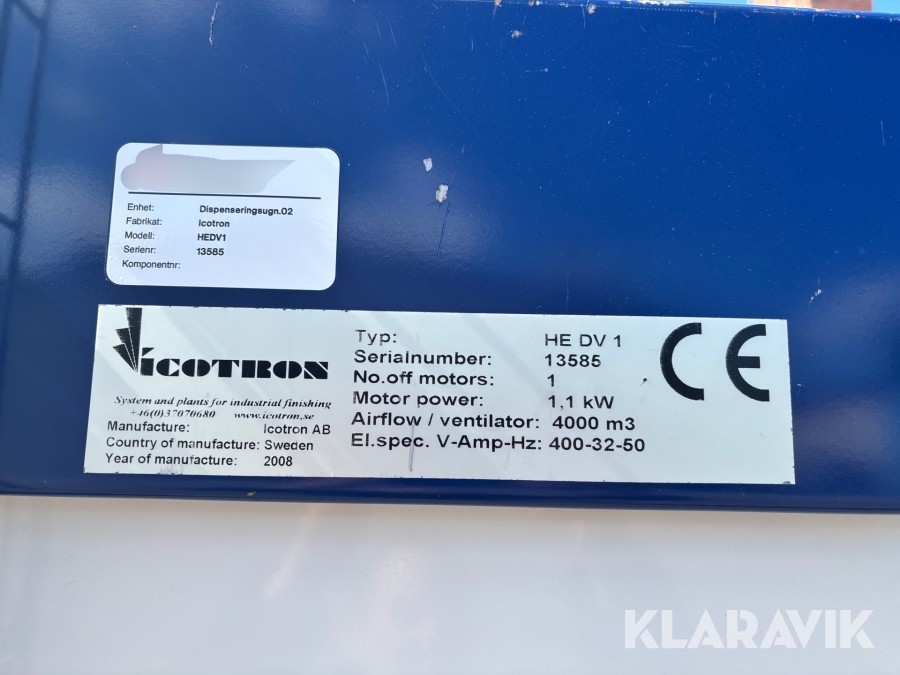 Enhet: Dispenseringsugn.02
Fabrikat: Icotron
Modell: HEDV1
Serienr: 13585
Komponentnr:
ICOTRON
System and plants for industrial finishing
+46(0)37070680 www.icotron.se
Manufacture: Icotron AB
Country of manufacture: Sweden
Year of manufacture: 2008
Typ: HE DV 1
Serialnumber: 13585
No.off motors: 1
Motor power: 1,1 kW
Airflow / ventilator: 4000 m3
El.spec. V-Amp-Hz: 400-32-50
CE
KLARAVIK